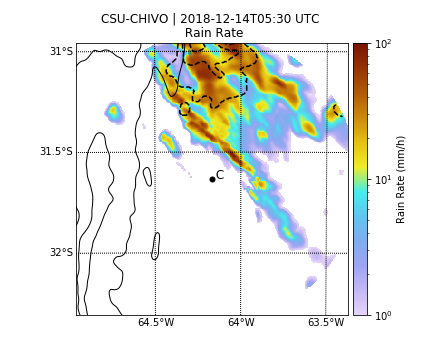 CSU-CHIVO | 2018-12-14T05:30 UTC
Rain Rate
31°S
31.5°S
32°S
C
64.5°W
64°W
63.5°W
10²
10¹
10⁰
Rain Rate (mm/h)